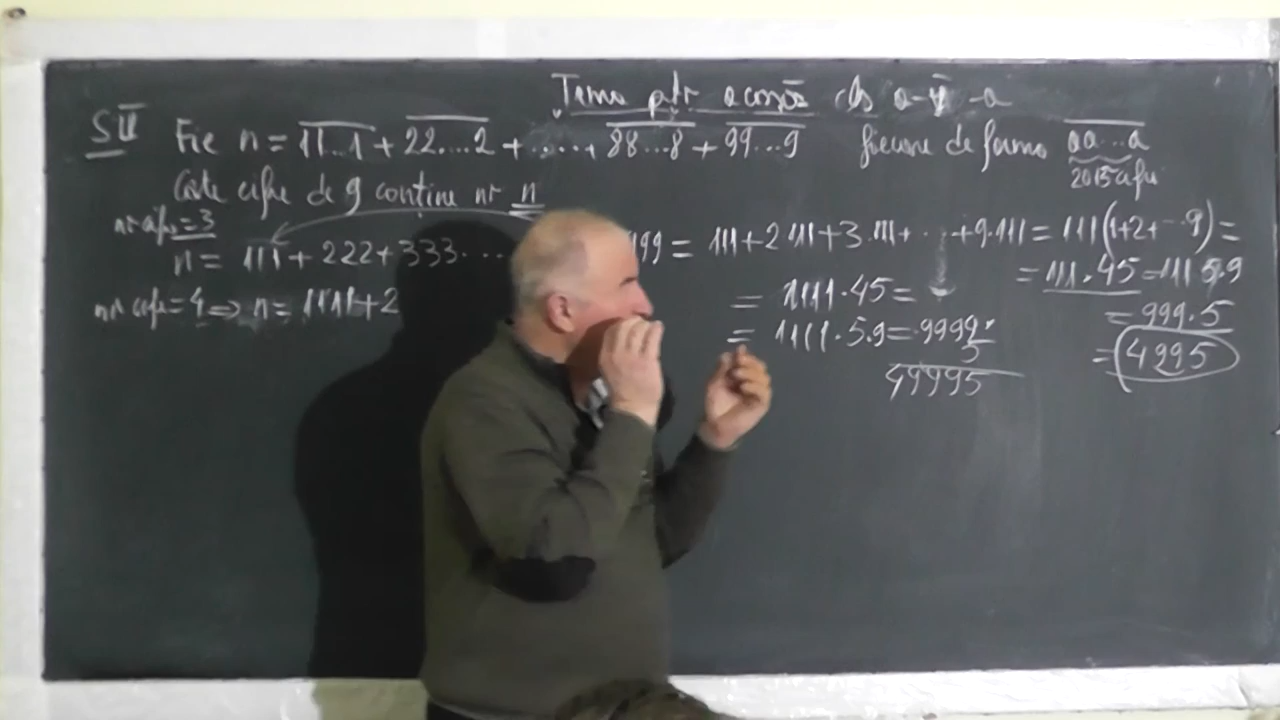 Tema ptr acasă cls a-V-a
SII Fie n = 11...1 + 22...2 + ....+ 88...8 + 99...9 fiecare de forma aa...a
2015 cifre
Câte cifre de 9 conține nr n
nr cifre = 3
n = 111 + 222 + 333 ... 999 = 111 + 2 111 + 3.111 + ... + 9.111 = 111(1+2+...9) =
= 111.45 = 111 5.9
= 999.5
= 4995
nr cifre = 4 => n = 1111 + 2
= 1111.45 =
= 1111.5.9 = 9999.
5
49995